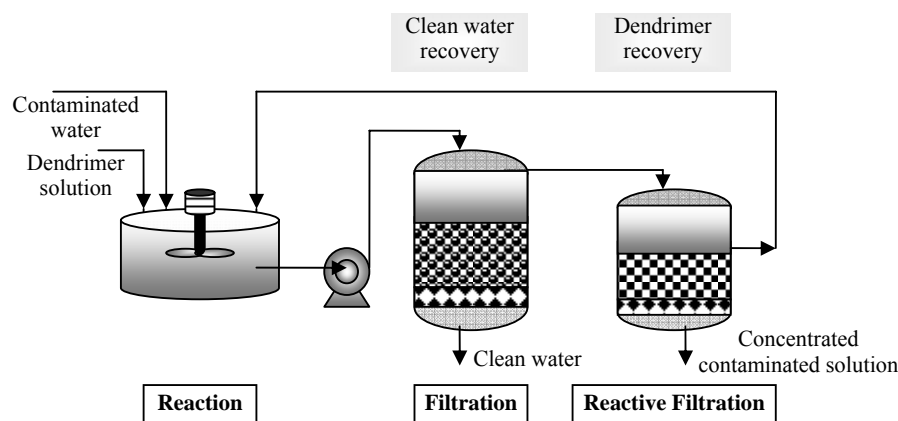 Clean water
recovery
Dendrimer
recovery
Contaminated
water
Dendrimer
solution
Clean water
Concentrated
contaminated solution
Reaction
Filtration
Reactive Filtration